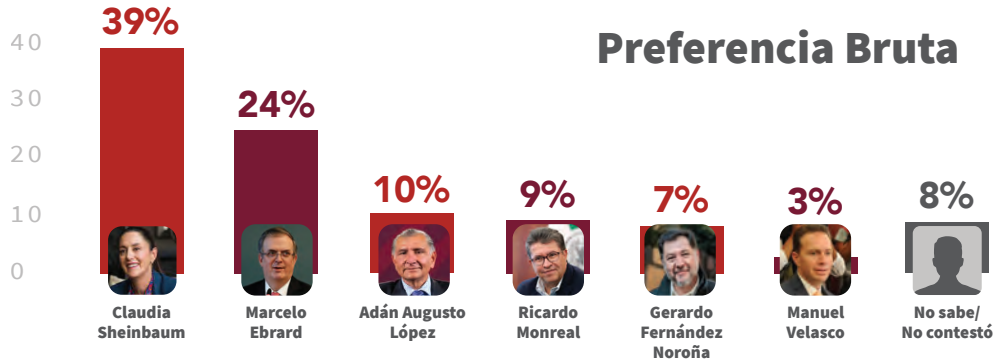 Preferencia Bruta
40
30
20
10
0
39%
24%
10%
9%
7%
3%
8%
Claudia
Sheinbaum
Marcelo
Ebrard
Adán Augusto
López
Ricardo
Monreal
Gerardo
Fernández
Noroña
Manuel
Velasco
No sabe/
No contestó